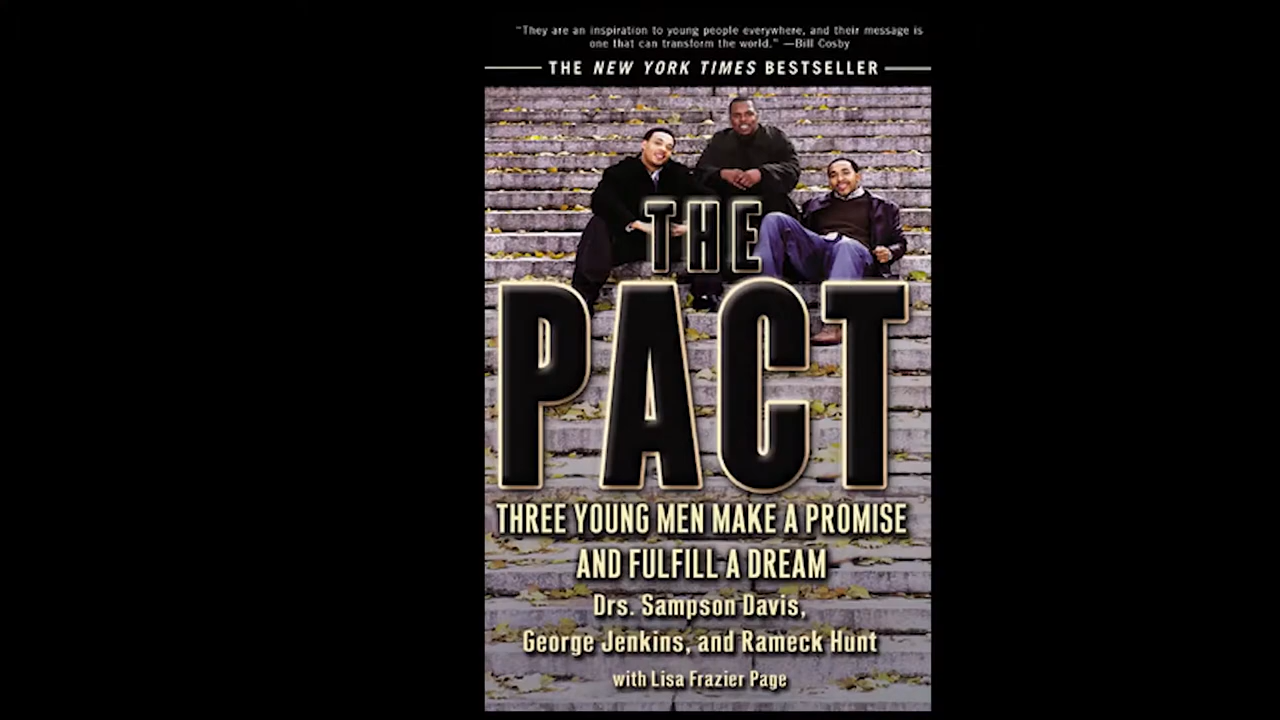 "They are an inspiration to young people everywhere, and their message is
one that can transform the world." —Bill Cosby
THE NEW YORK TIMES BESTSELLER
THE
PACT
THREE YOUNG MEN MAKE A PROMISE
AND FULFILL A DREAM
Drs. Sampson Davis,
George Jenkins, and Rameck Hunt
with Lisa Frazier Page